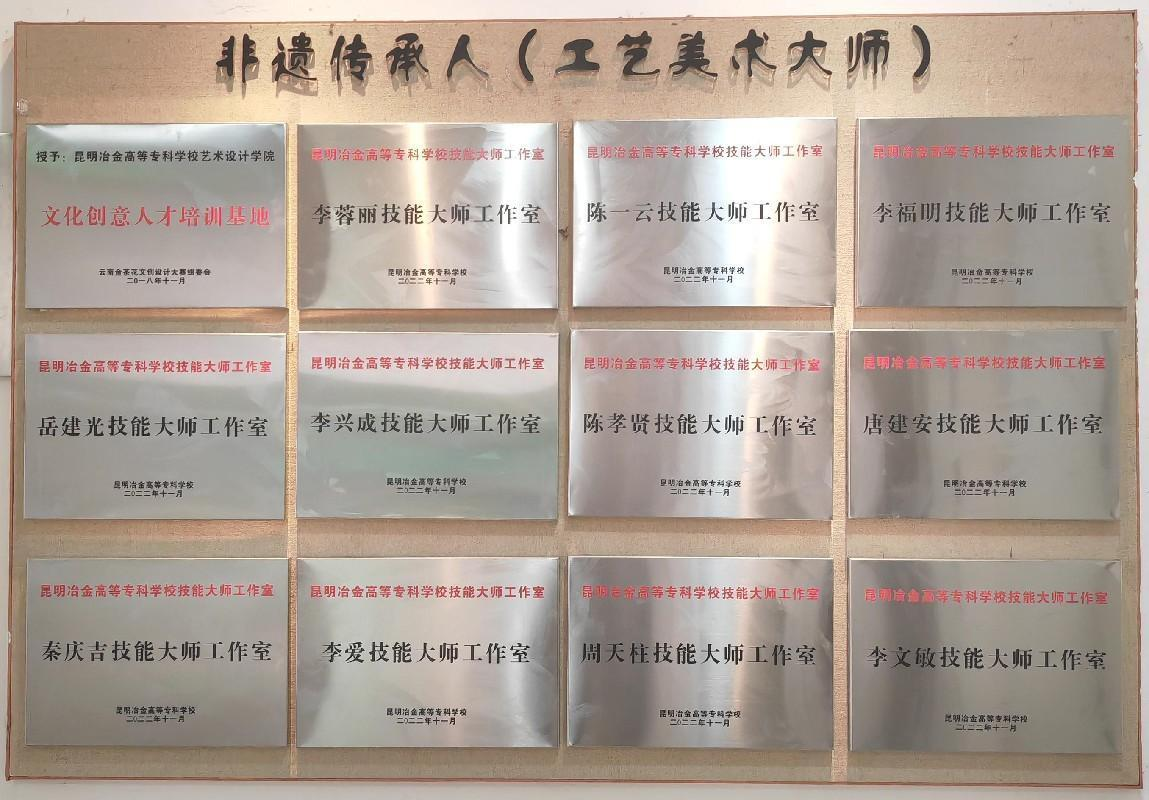 非遗传承人（工艺美术大师）
授予：昆明冶金高等专科学校艺术设计学院
文化创意人才培训基地
云南金茶花文创设计大赛组委会
二〇一八年十一月
昆明冶金高等专科学校技能大师工作室
李蓉丽技能大师工作室
昆明冶金高等专科学校
二〇二二年十一月
昆明冶金高等专科学校技能大师工作室
陈一云技能大师工作室
昆明冶金高等专科学校
二〇二二年十一月
昆明冶金高等专科学校技能大师工作室
李福明技能大师工作室
昆明冶金高等专科学校
二〇二二年十一月
昆明冶金高等专科学校技能大师工作室
岳建光技能大师工作室
昆明冶金高等专科学校
二〇二二年十一月
昆明冶金高等专科学校技能大师工作室
李兴成技能大师工作室
昆明冶金高等专科学校
二〇二二年十一月
昆明冶金高等专科学校技能大师工作室
陈孝贤技能大师工作室
昆明冶金高等专科学校
二〇二二年十一月
昆明冶金高等专科学校技能大师工作室
唐建安技能大师工作室
昆明冶金高等专科学校
二〇二二年十一月
昆明冶金高等专科学校技能大师工作室
秦庆吉技能大师工作室
昆明冶金高等专科学校
二〇二二年十一月
昆明冶金高等专科学校技能大师工作室
李爱技能大师工作室
昆明冶金高等专科学校
二〇二二年十一月
昆明冶金高等专科学校技能大师工作室
周天柱技能大师工作室
昆明冶金高等专科学校
二〇二二年十一月
昆明冶金高等专科学校技能大师工作室
李文敏技能大师工作室
昆明冶金高等专科学校
二〇二二年十一月